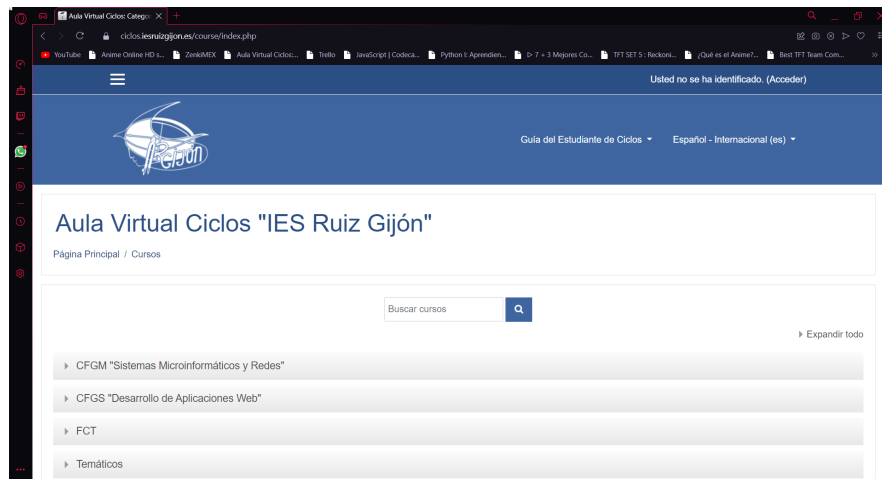 Aula Virtual Ciclos: Categor
ciclos.iesruizgijon.es/course/index.php
YouTube Anime Online HD s... ZenkiMEX Aula Virtual Ciclos:... Trello JavaScript | Codeca... Python I: Aprendien... ▷ 7 + 3 Mejores Co... TFT SET 5 : Reckoni... ¿Qué es el Anime?... Best TFT Team Com...
Usted no se ha identificado. (Acceder)
GIJÓN
Guía del Estudiante de Ciclos Español - Internacional (es)
Aula Virtual Ciclos "IES Ruiz Gijón"
Página Principal / Cursos
Buscar cursos
Expandir todo
CFGM "Sistemas Microinformáticos y Redes"
CFGS "Desarrollo de Aplicaciones Web"
FCT
Temáticos